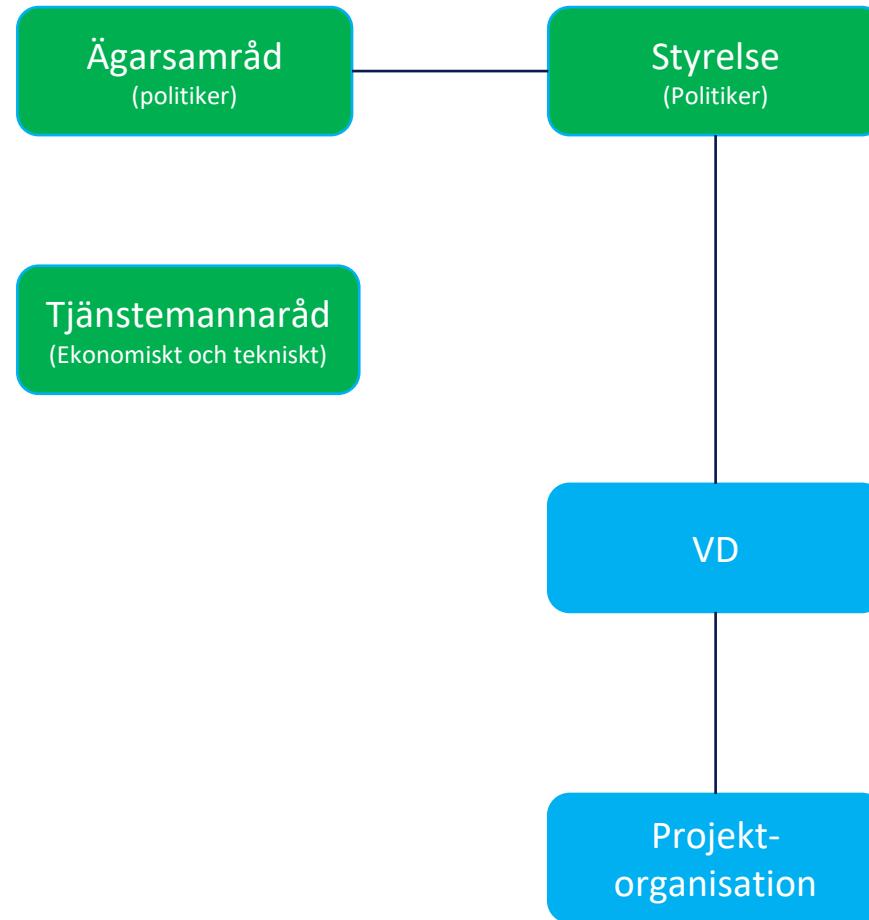 Ägarsamråd
(politiker)
Styrelse
(Politiker)
Tjänstemannaråd
(Ekonomiskt och tekniskt)
VD
Projekt-
organisation